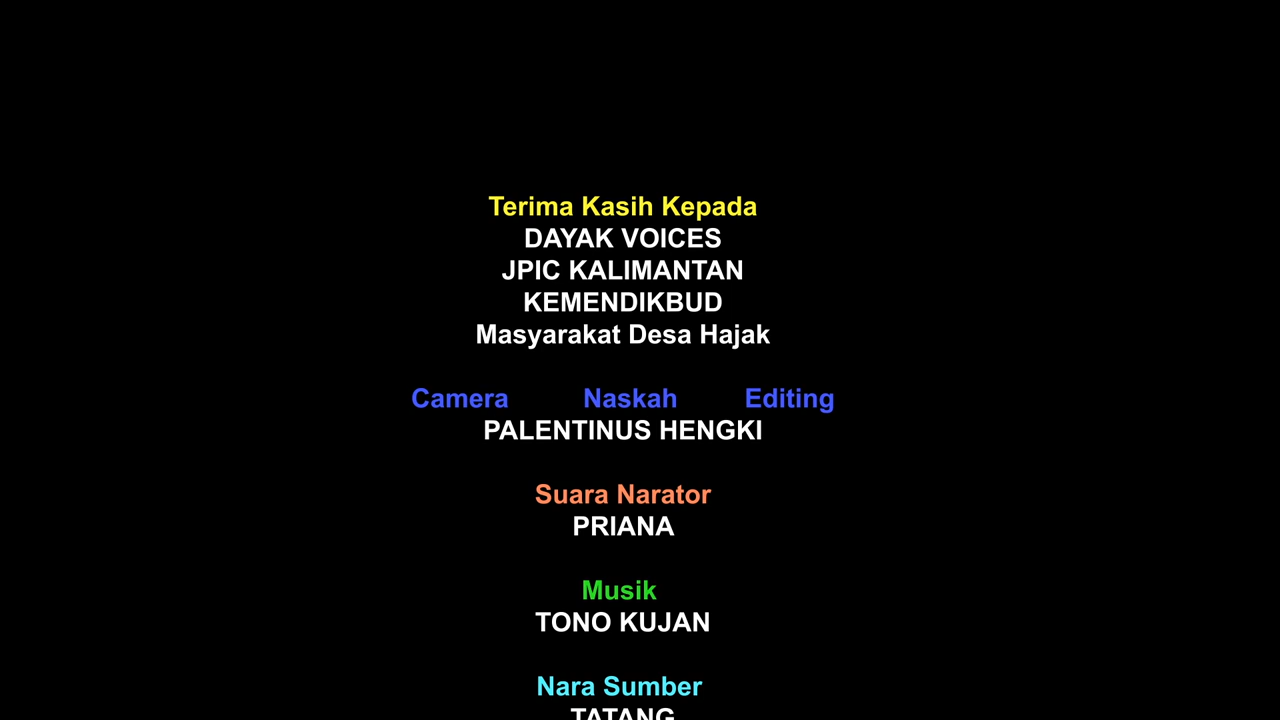 Terima Kasih Kepada
DAYAK VOICES
JPIC KALIMANTAN
KEMENDIKBUD
Masyarakat Desa Hajak
Camera Naskah Editing
PALENTINUS HENGKI
Suara Narator
PRIANA
Musik
TONO KUJAN
Nara Sumber
TATANG